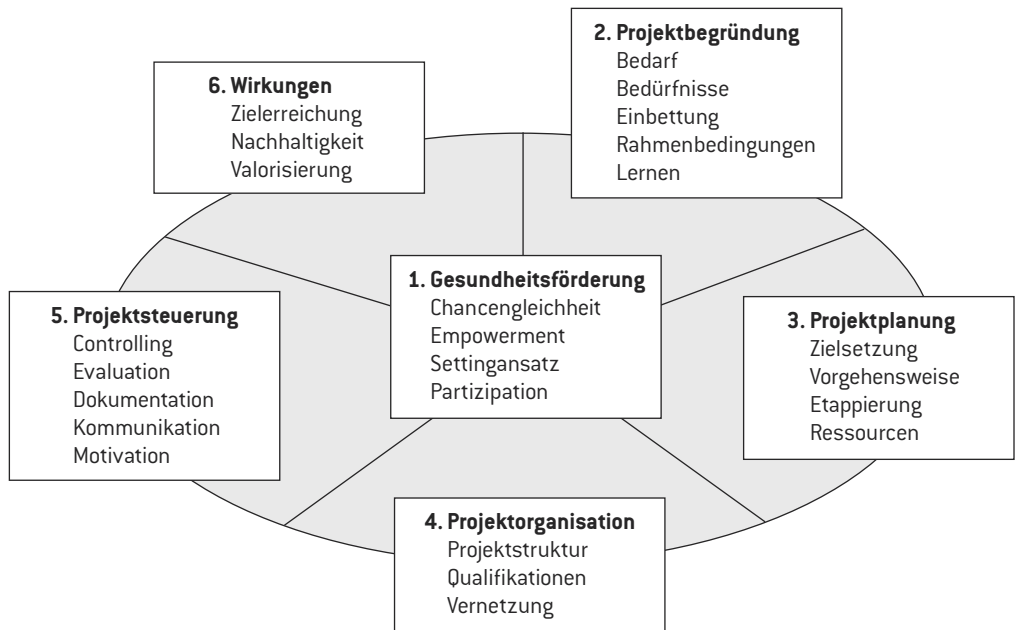 1. Gesundheitsförderung
Chancengleichheit
Empowerment
Settingansatz
Partizipation
2. Projektbegründung
Bedarf
Bedürfnisse
Einbettung
Rahmenbedingungen
Lernen
3. Projektplanung
Zielsetzung
Vorgehensweise
Etappierung
Ressourcen
4. Projektorganisation
Projektstruktur
Qualifikationen
Vernetzung
5. Projektsteuerung
Controlling
Evaluation
Dokumentation
Kommunikation
Motivation
6. Wirkungen
Zielerreichung
Nachhaltigkeit
Valorisierung